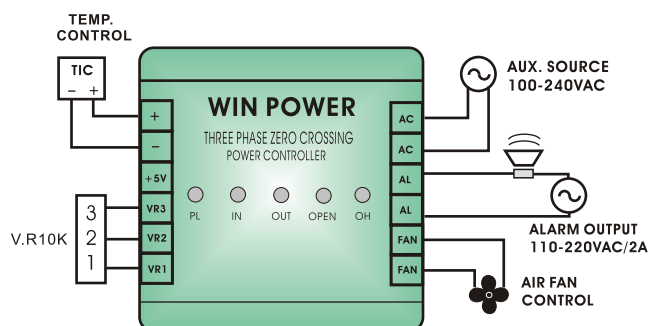 TEMP.
CONTROL
TIC
− +
+
−
+5V
VR3
VR2
VR1
3
2
1
V.R10K
WIN POWER
THREE PHASE ZERO CROSSING
POWER CONTROLLER
PL IN OUT OPEN OH
AC
AC
AL
AL
FAN
FAN
AUX. SOURCE
100-240VAC
ALARM OUTPUT
110-220VAC/2A
AIR FAN
CONTROL